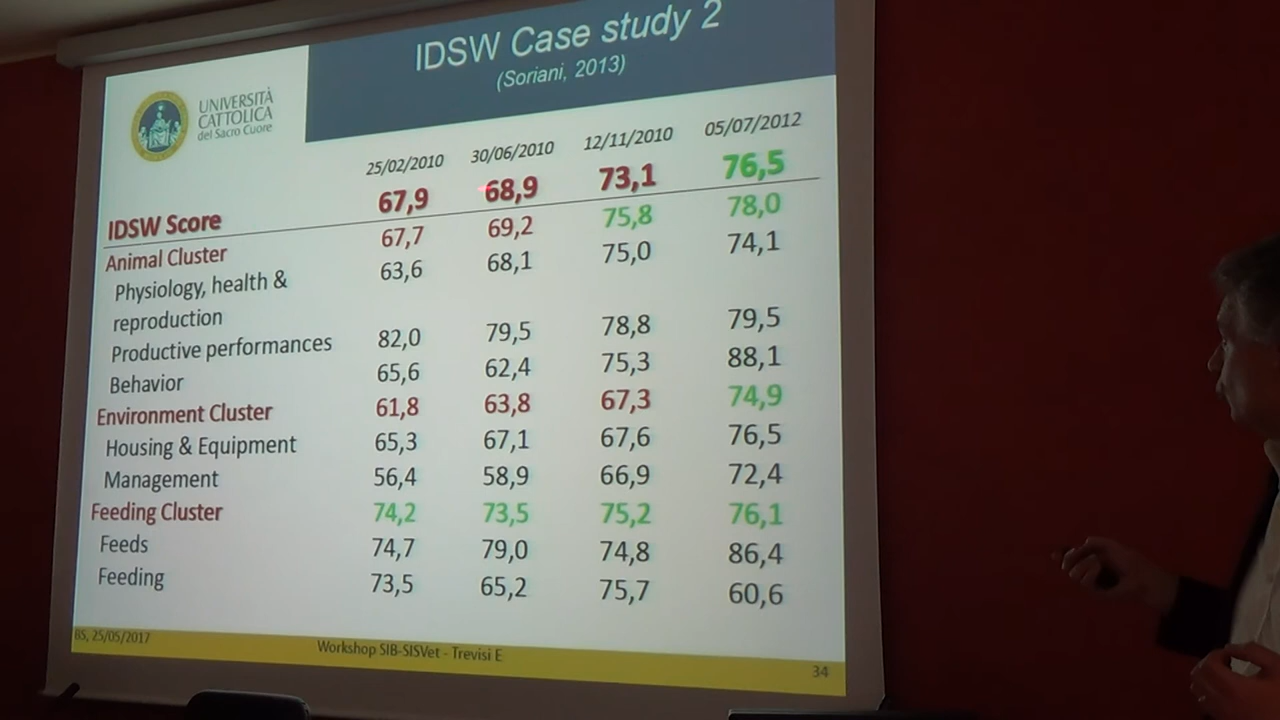 IDSW Case study 2
(Soriani, 2013)
UNIVERSITÀ
CATTOLICA
del Sacro Cuore
25/02/2010 30/06/2010 12/11/2010 05/07/2012
IDSW Score 67,9 68,9 73,1 76,5
Animal Cluster 67,7 69,2 75,8 78,0
Physiology, health & 63,6 68,1 75,0 74,1
reproduction
Productive performances 82,0 79,5 78,8 79,5
Behavior 65,6 62,4 75,3 88,1
Environment Cluster 61,8 63,8 67,3 74,9
Housing & Equipment 65,3 67,1 67,6 76,5
Management 56,4 58,9 66,9 72,4
Feeding Cluster 74,2 73,5 75,2 76,1
Feeds 74,7 79,0 74,8 86,4
Feeding 73,5 65,2 75,7 60,6
BS, 25/05/2017 Workshop SIB-SISVet - Trevisi E 34